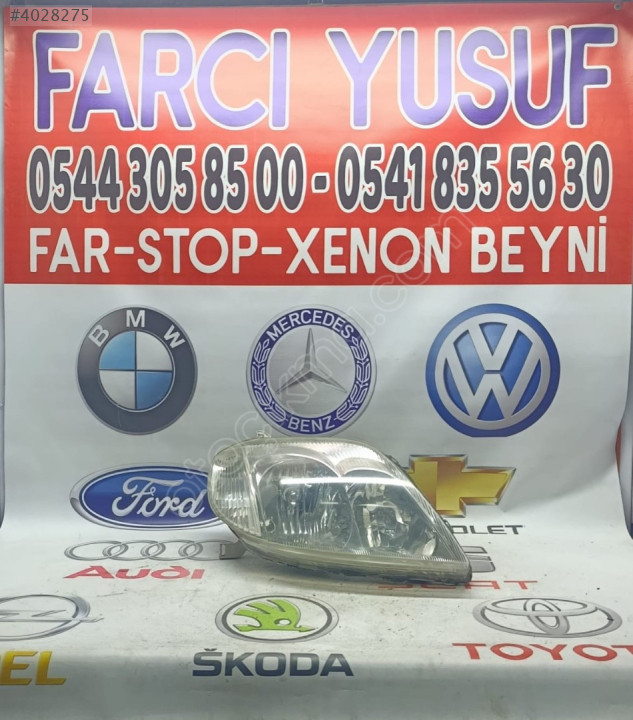 #4028275
FARCI YUSUF
0544 305 85 00 - 0541 835 56 30
FAR-STOP-XENON BEYNİ
BMW
MERCEDES
BENZ
Ford
Audi
ŠKODA
TOYOTA